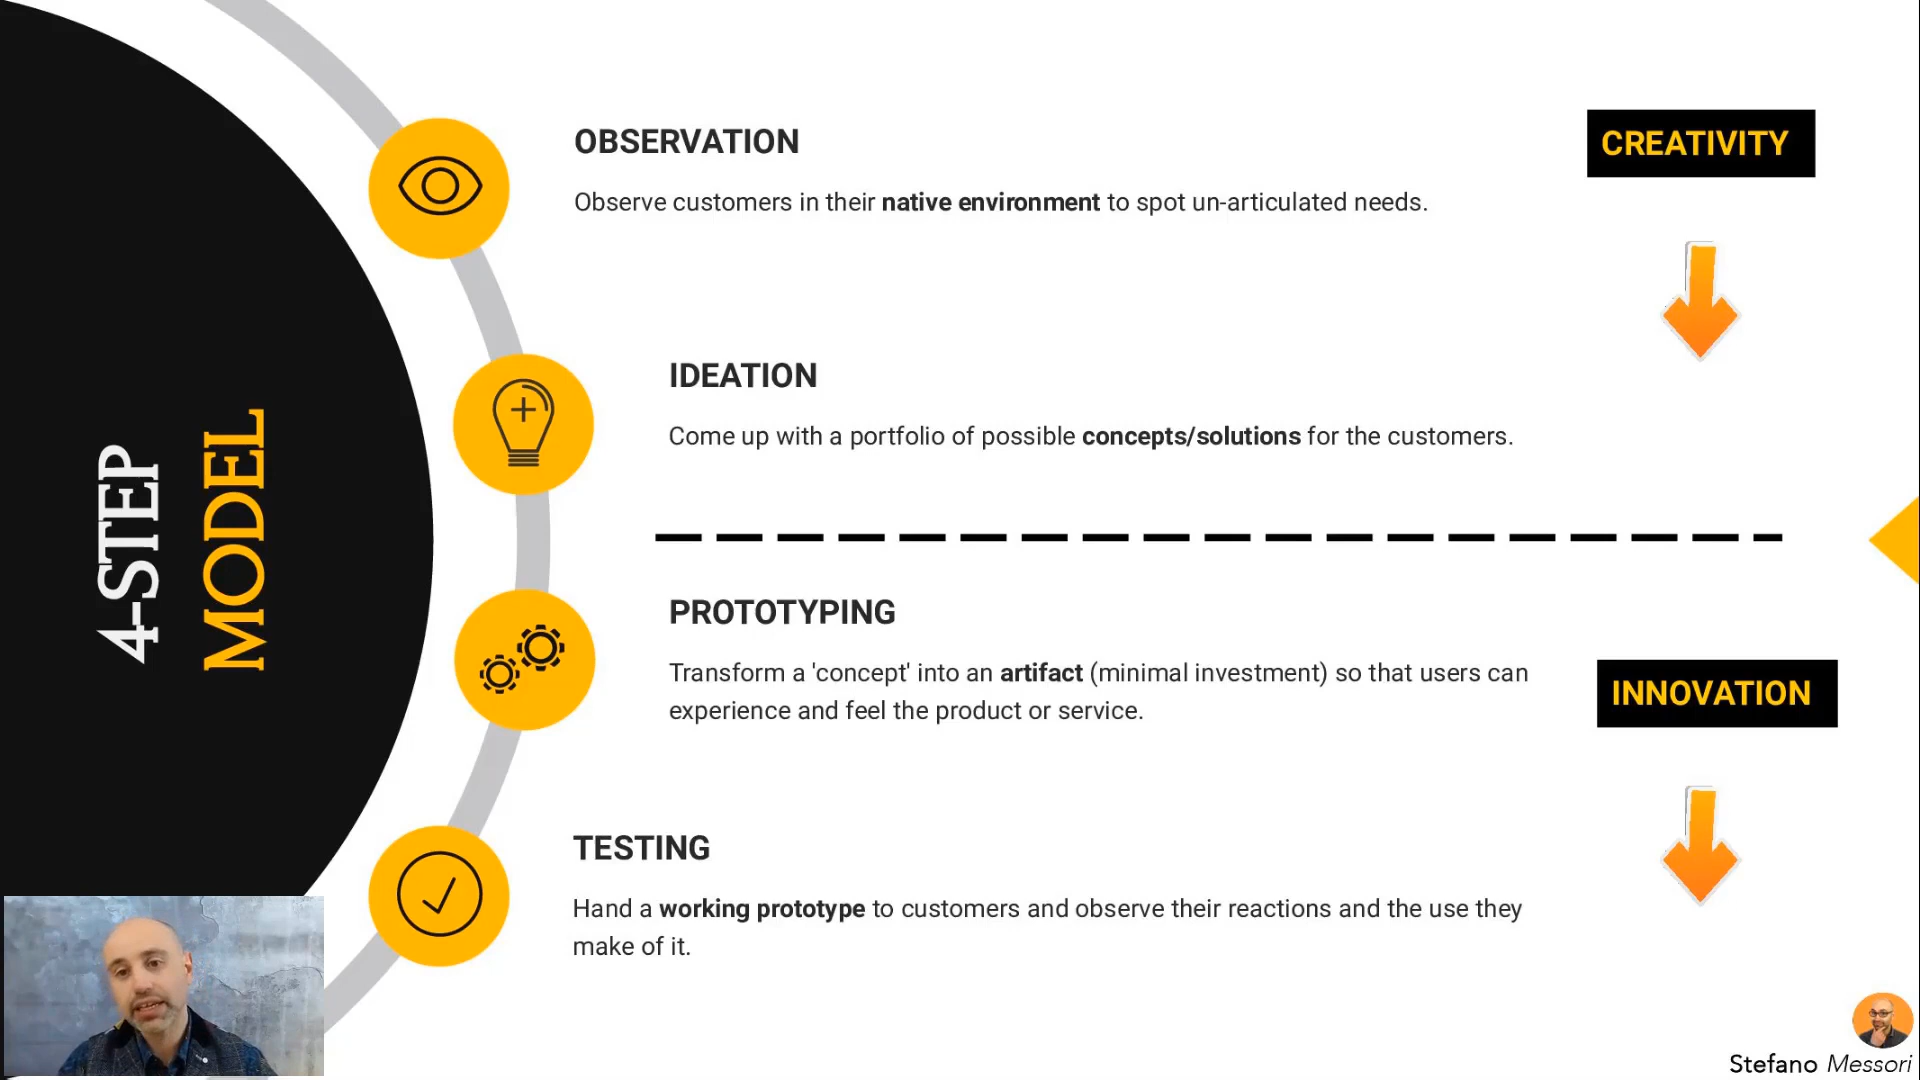 4-STEP
MODEL
OBSERVATION
Observe customers in their native environment to spot un-articulated needs.
CREATIVITY
IDEATION
Come up with a portfolio of possible concepts/solutions for the customers.
PROTOTYPING
Transform a 'concept' into an artifact (minimal investment) so that users can
experience and feel the product or service.
INNOVATION
TESTING
Hand a working prototype to customers and observe their reactions and the use they
make of it.
Stefano Messori